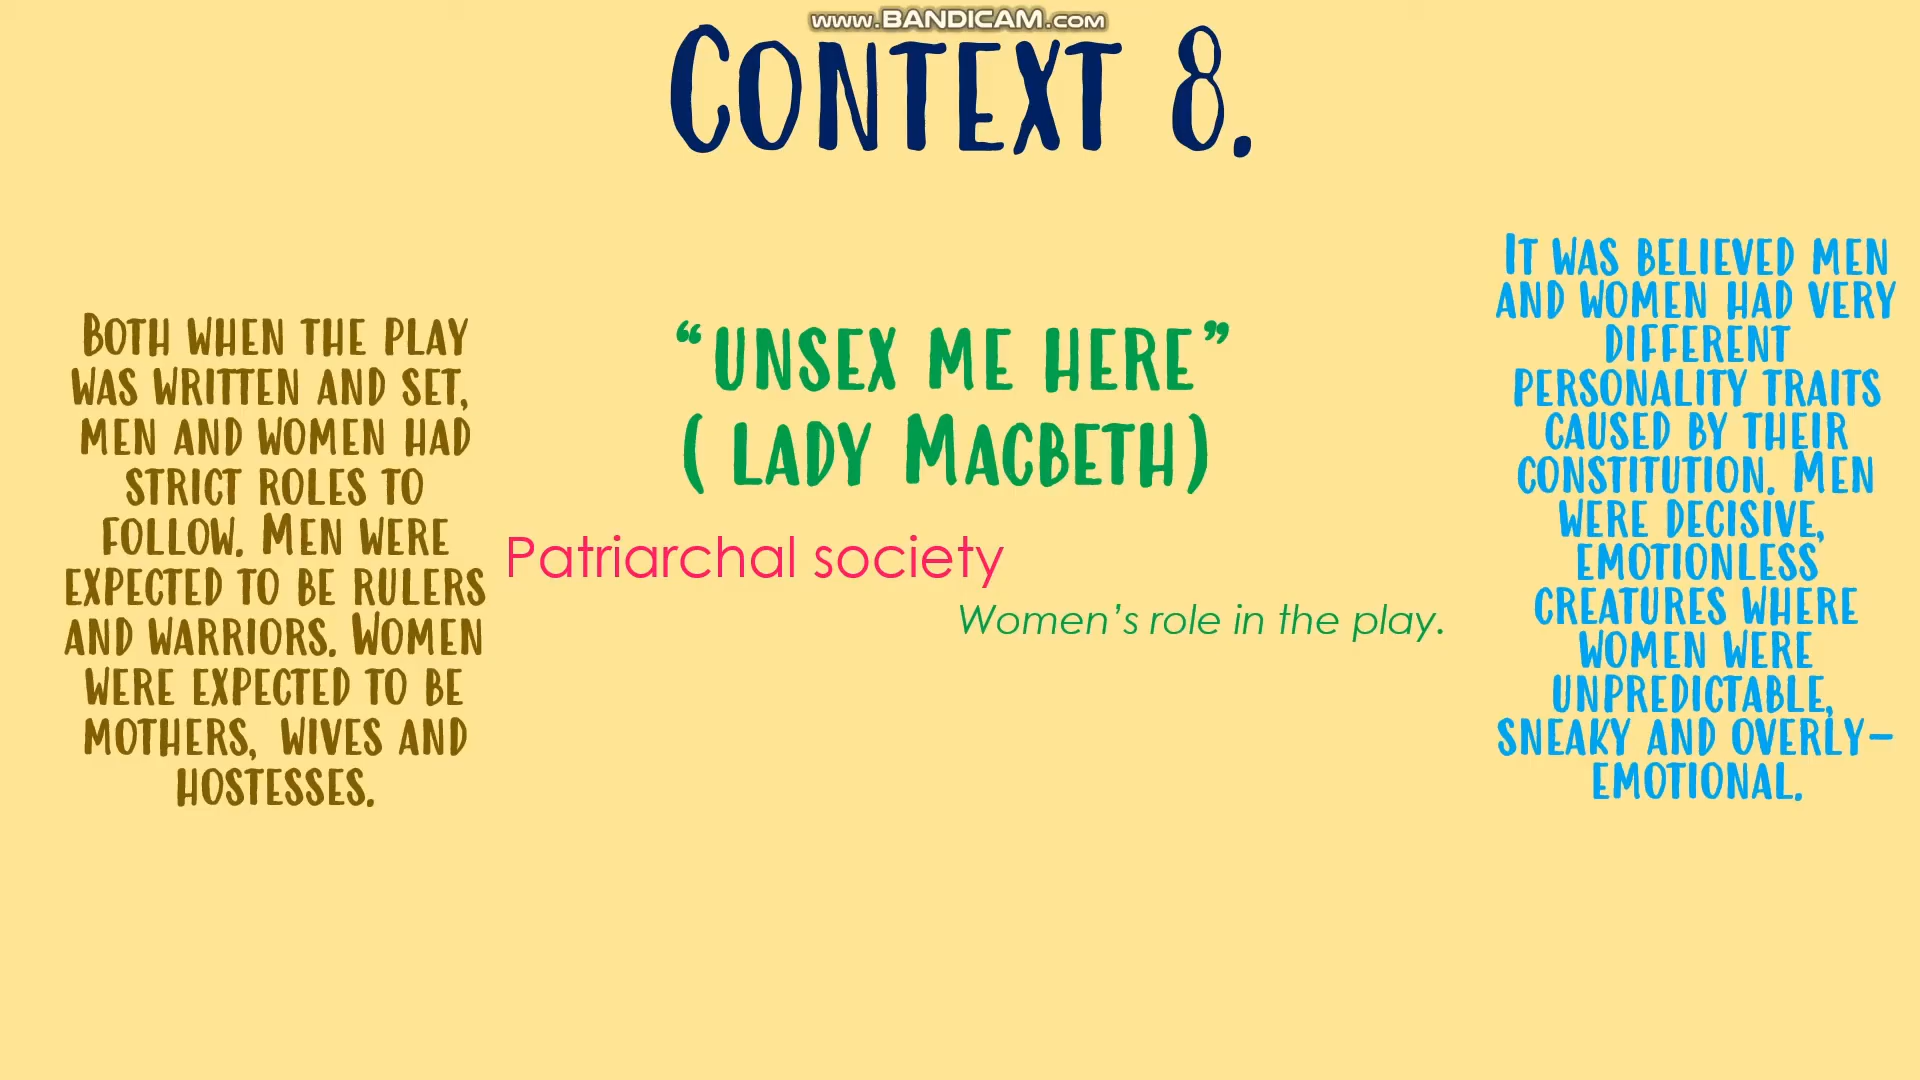 www.BANDICAM.com
Context 8.
Both when the play
was written and set,
men and women had
strict roles to
follow. Men were
expected to be rulers
and warriors. Women
were expected to be
mothers, wives and
hostesses.
“unsex me here”
( lady Macbeth)
Patriarchal society
Women’s role in the play.
It was believed men
and women had very
different
personality traits
caused by their
constitution. Men
were decisive,
emotionless
creatures where
women were
unpredictable,
sneaky and overly-
emotional.